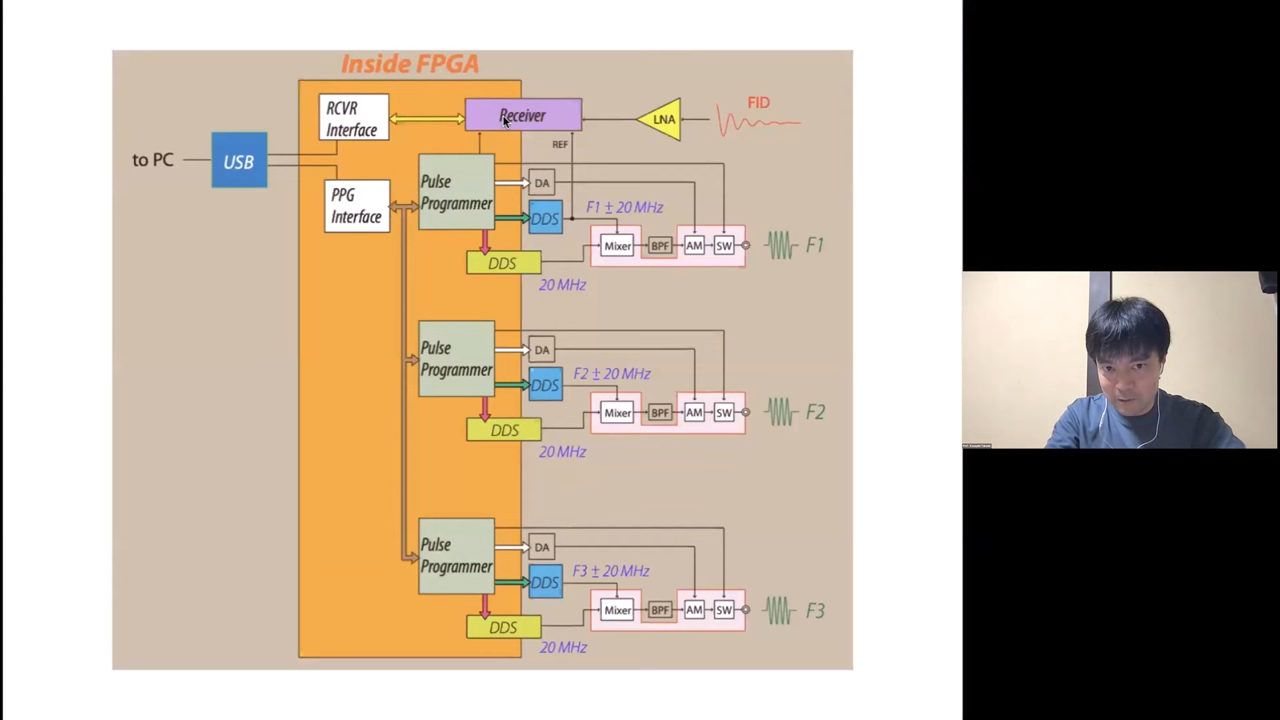 Inside FPGA
RCVR
Interface
Receiver
LNA
FID
REF
to PC
USB
PPG
Interface
Pulse
Programmer
DA
DDS
F1 ± 20 MHz
Mixer
BPF
AM
SW
F1
DDS
20 MHz
Pulse
Programmer
DA
DDS
F2 ± 20 MHz
Mixer
BPF
AM
SW
F2
DDS
20 MHz
Pulse
Programmer
DA
DDS
F3 ± 20 MHz
Mixer
BPF
AM
SW
F3
DDS
20 MHz